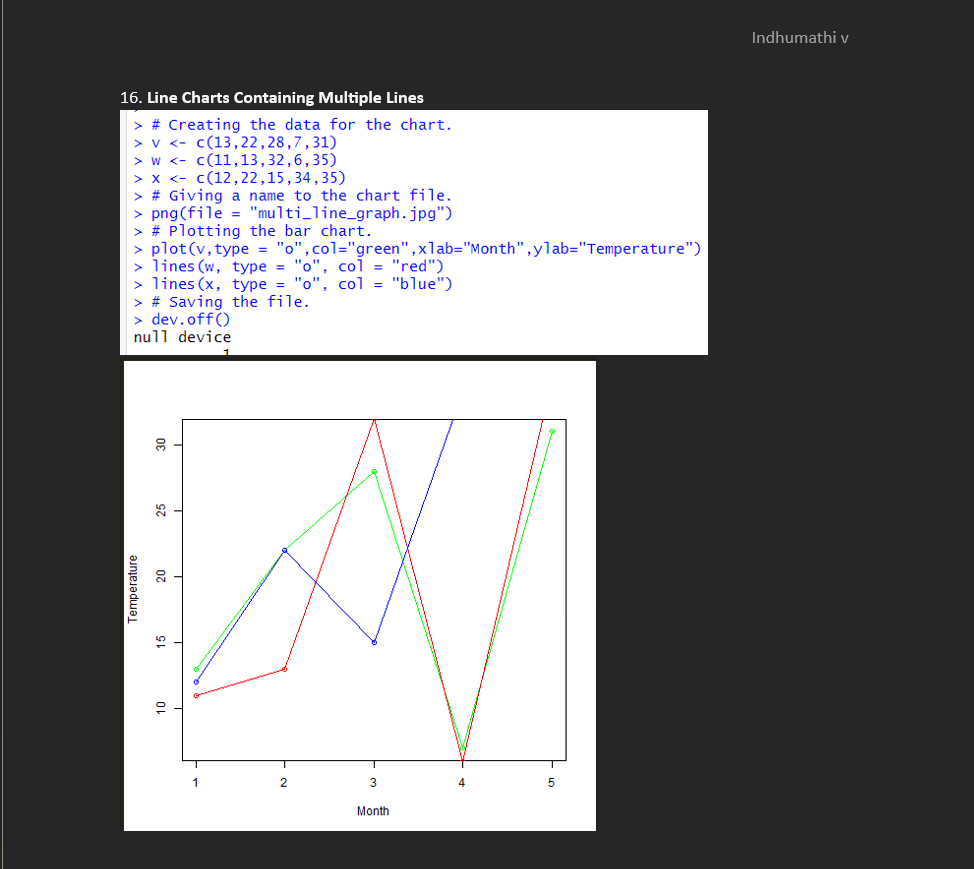 Indhumathi v
16. Line Charts Containing Multiple Lines
> # Creating the data for the chart.
> v <- c(13,22,28,7,31)
> w <- c(11,13,32,6,35)
> x <- c(12,22,15,34,35)
> # Giving a name to the chart file.
> png(file = "multi_line_graph.jpg")
> # Plotting the bar chart.
> plot(v,type = "o",col="green",xlab="Month",ylab="Temperature")
> lines(w, type = "o", col = "red")
> lines(x, type = "o", col = "blue")
> # Saving the file.
> dev.off()
null device
1
30
25
20
15
10
Temperature
1 2 3 4 5
Month